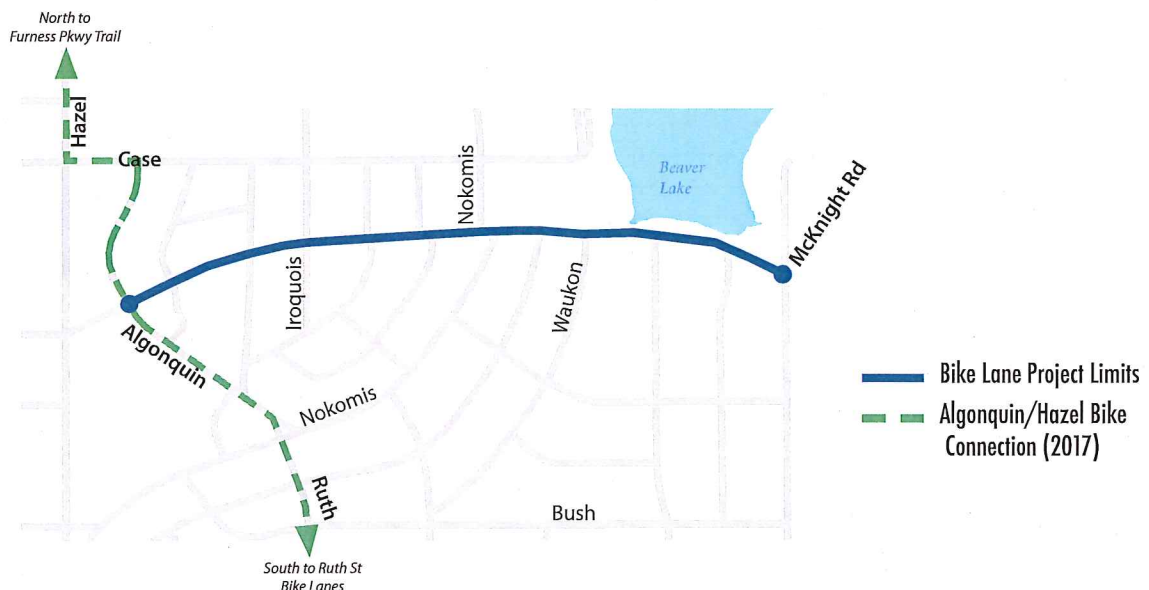 North to
Furness Pkwy Trail
Hazel
Case
Nokomis
Beaver
Lake
McKnight Rd
Iroquois
Waukon
Algonquin
Nokomis
Ruth
Bush
South to Ruth St
Bike Lanes
Bike Lane Project Limits
Algonquin/Hazel Bike
Connection (2017)